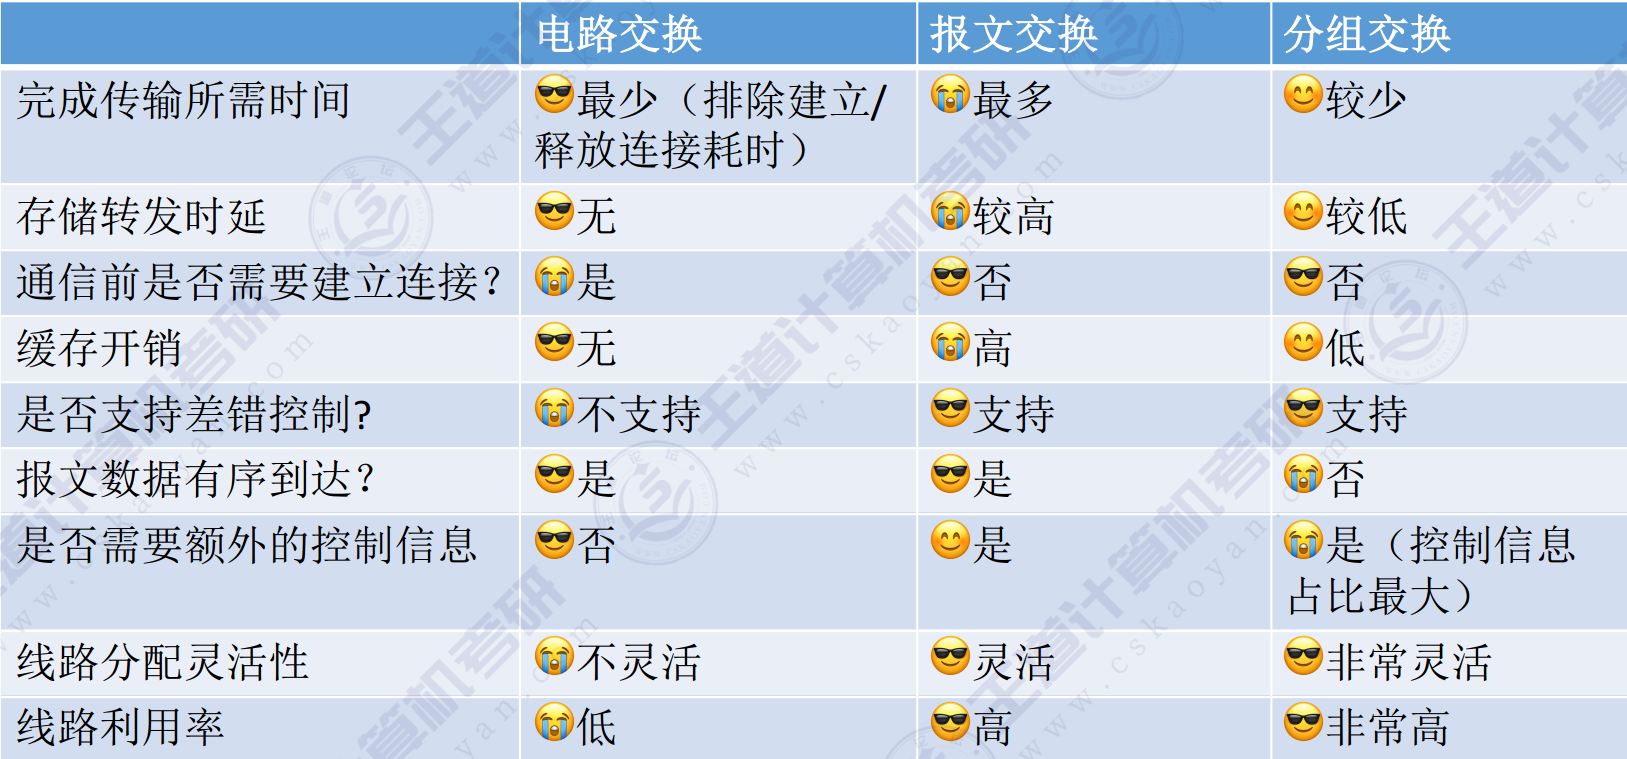 电路交换 报文交换 分组交换
完成传输所需时间 😎最少（排除建立/ 😭最多 😊较少
释放连接耗时）
存储转发时延 😎无 😭较高 😊较低
通信前是否需要建立连接？ 😭是 😎否 😎否
缓存开销 😎无 😭高 😊低
是否支持差错控制? 😭不支持 😎支持 😎支持
报文数据有序到达？ 😎是 😎是 😭否
是否需要额外的控制信息 😎否 😊是 😭是（控制信息
占比最大）
线路分配灵活性 😭不灵活 😎灵活 😎非常灵活
线路利用率 😭低 😎高 😎非常高
王道计算机考研
www.cskaoyan.com